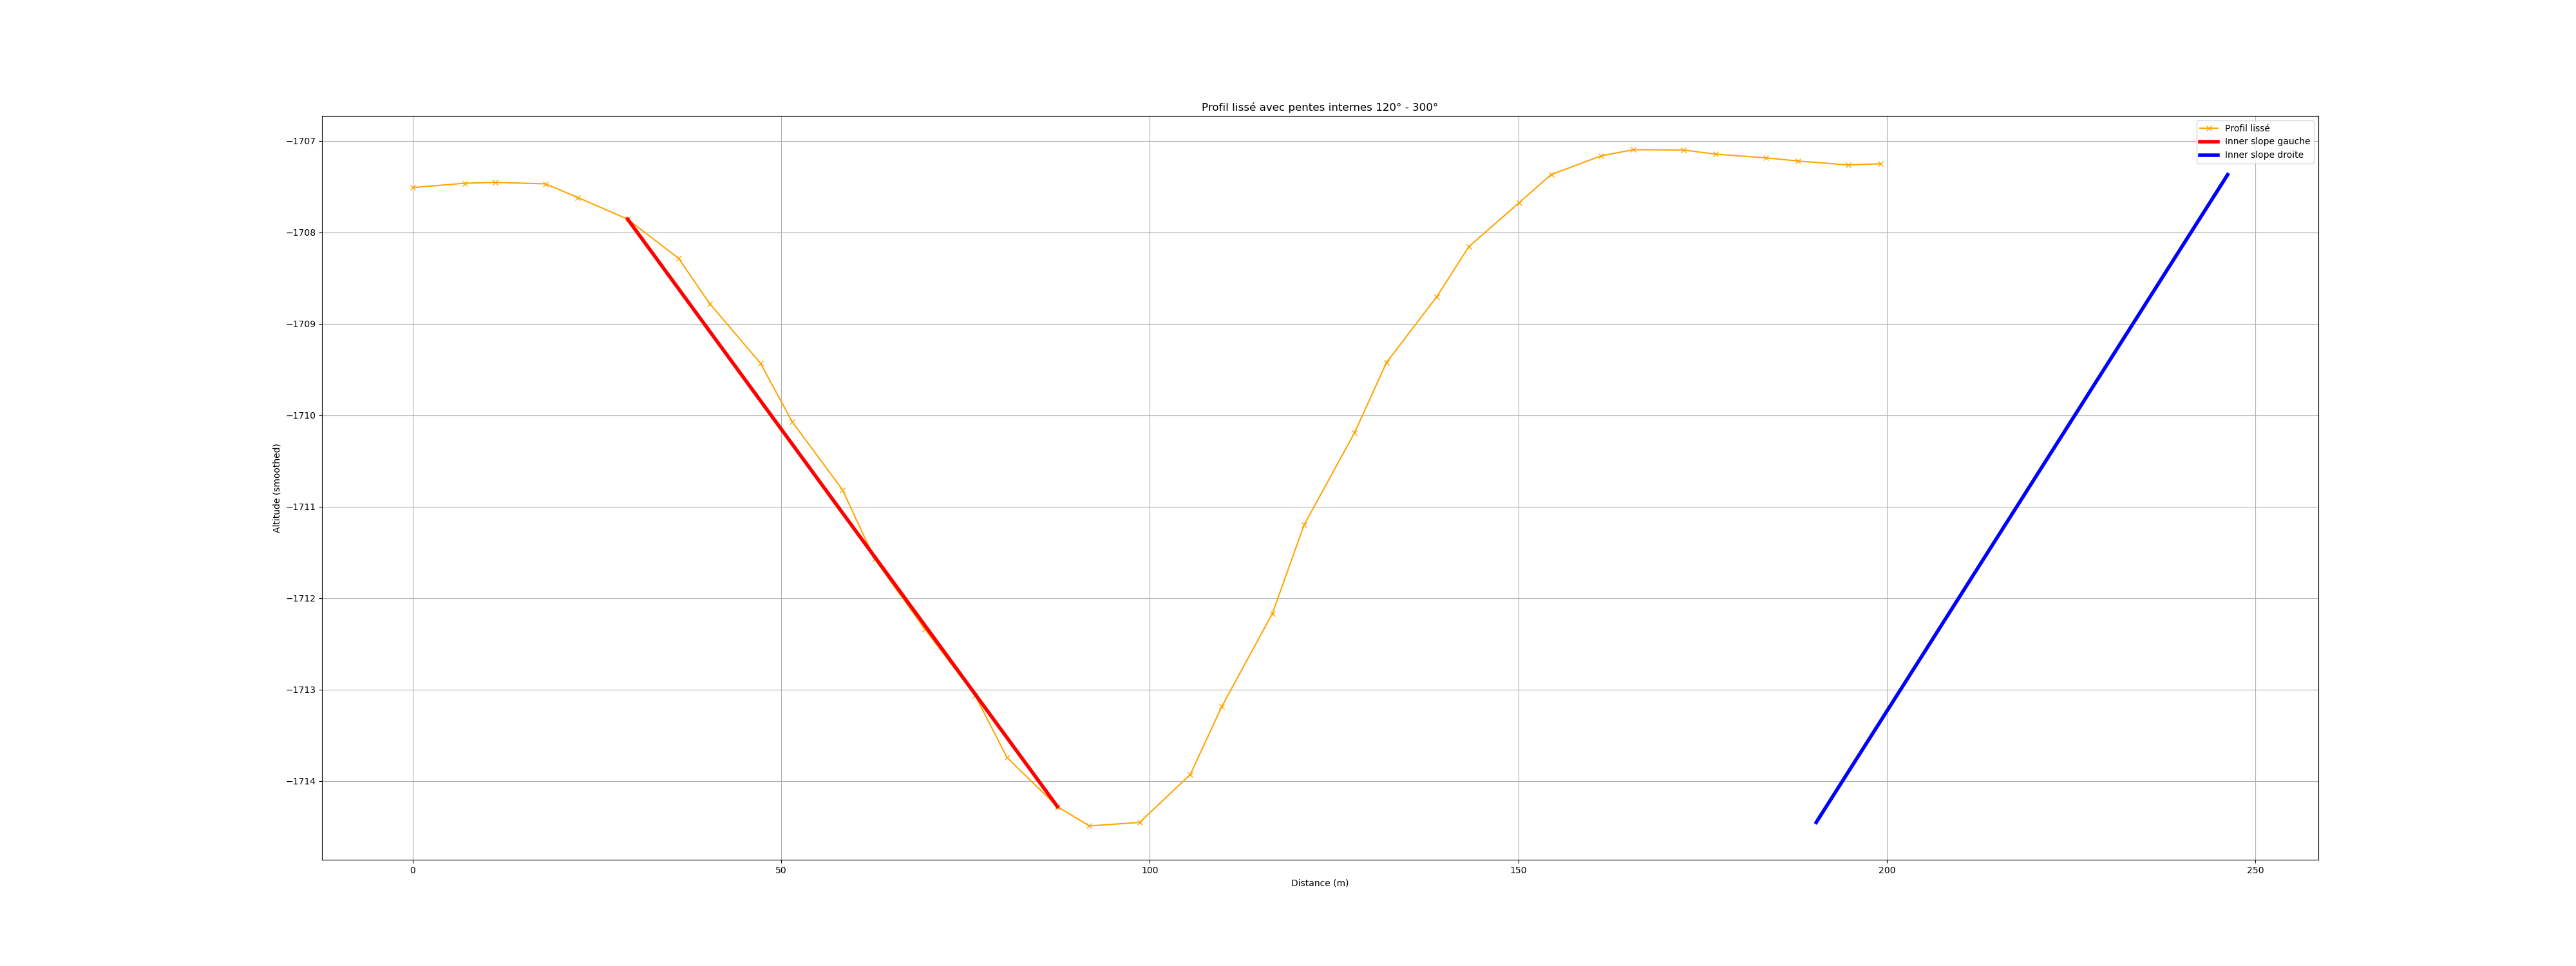 Profil lissé avec pentes internes 120° - 300°
Profil lissé
Inner slope gauche
Inner slope droite
−1707
−1708
−1709
−1710
−1711
−1712
−1713
−1714
Altitude (smoothed)
0 50 100 150 200 250
Distance (m)